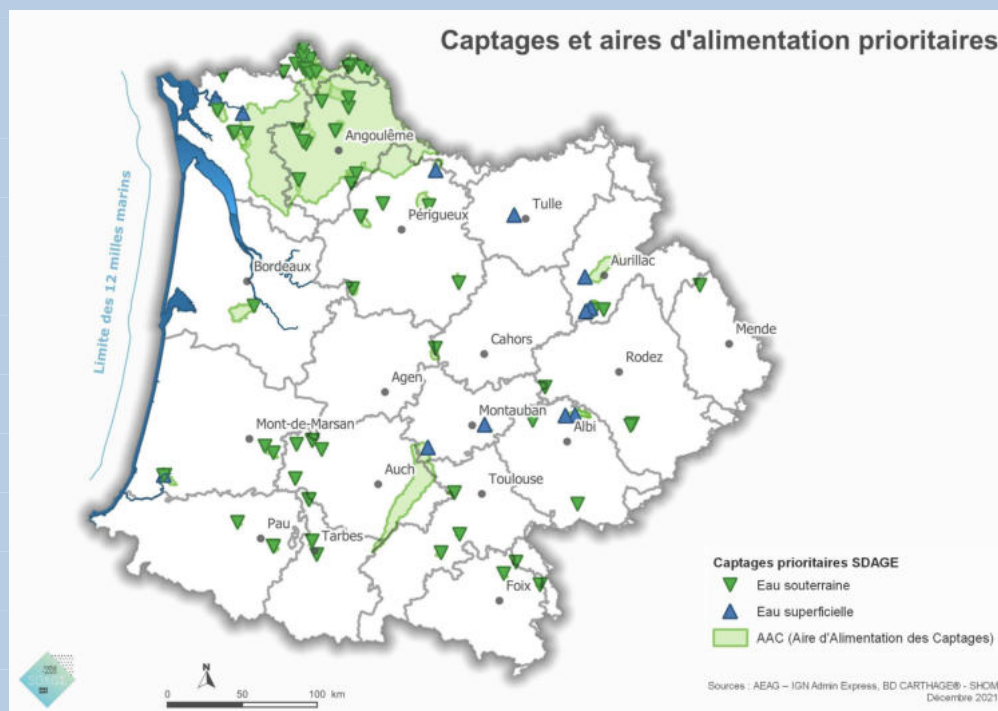 Captages et aires d'alimentation prioritaires
Limite des 12 milles marins
Angoulême
Périgueux
Tulle
Bordeaux
Aurillac
Mende
Cahors
Rodez
Agen
Montauban
Albi
Mont-de-Marsan
Auch
Toulouse
Pau
Tarbes
Foix
Captages prioritaires SDAGE
Eau souterraine
Eau superficielle
AAC (Aire d'Alimentation des Captages)
N
0 50 100 km
Sources : AEAG – IGN Admin Express, BD CARTHAGE® - SHOM
Décembre 2021